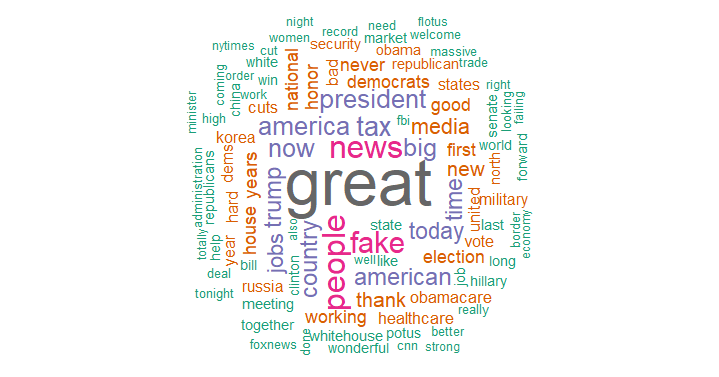 night
record
need
flotus
women
security
market
welcome
nytimes
cut
obama
massive
white
national
honor
bad
never
republican
trade
coming
order
win
democrats
states
right
china
work
cuts
president
good
senate
looking
failing
minister
high
america
tax
fbi
media
korea
now
news
big
first
world
forward
administration
republicans
dems
years
great
new
north
totally
help
hard
house
trump
time
united
military
year
jobs
country
also
people
state
today
last
border
economy
deal
bill
fake
vote
well
like
election
long
tonight
russia
clinton
american
job
hillary
meeting
thank
obamacare
really
together
working
healthcare
foxnews
done
whitehouse
potus
better
wonderful
cnn
strong